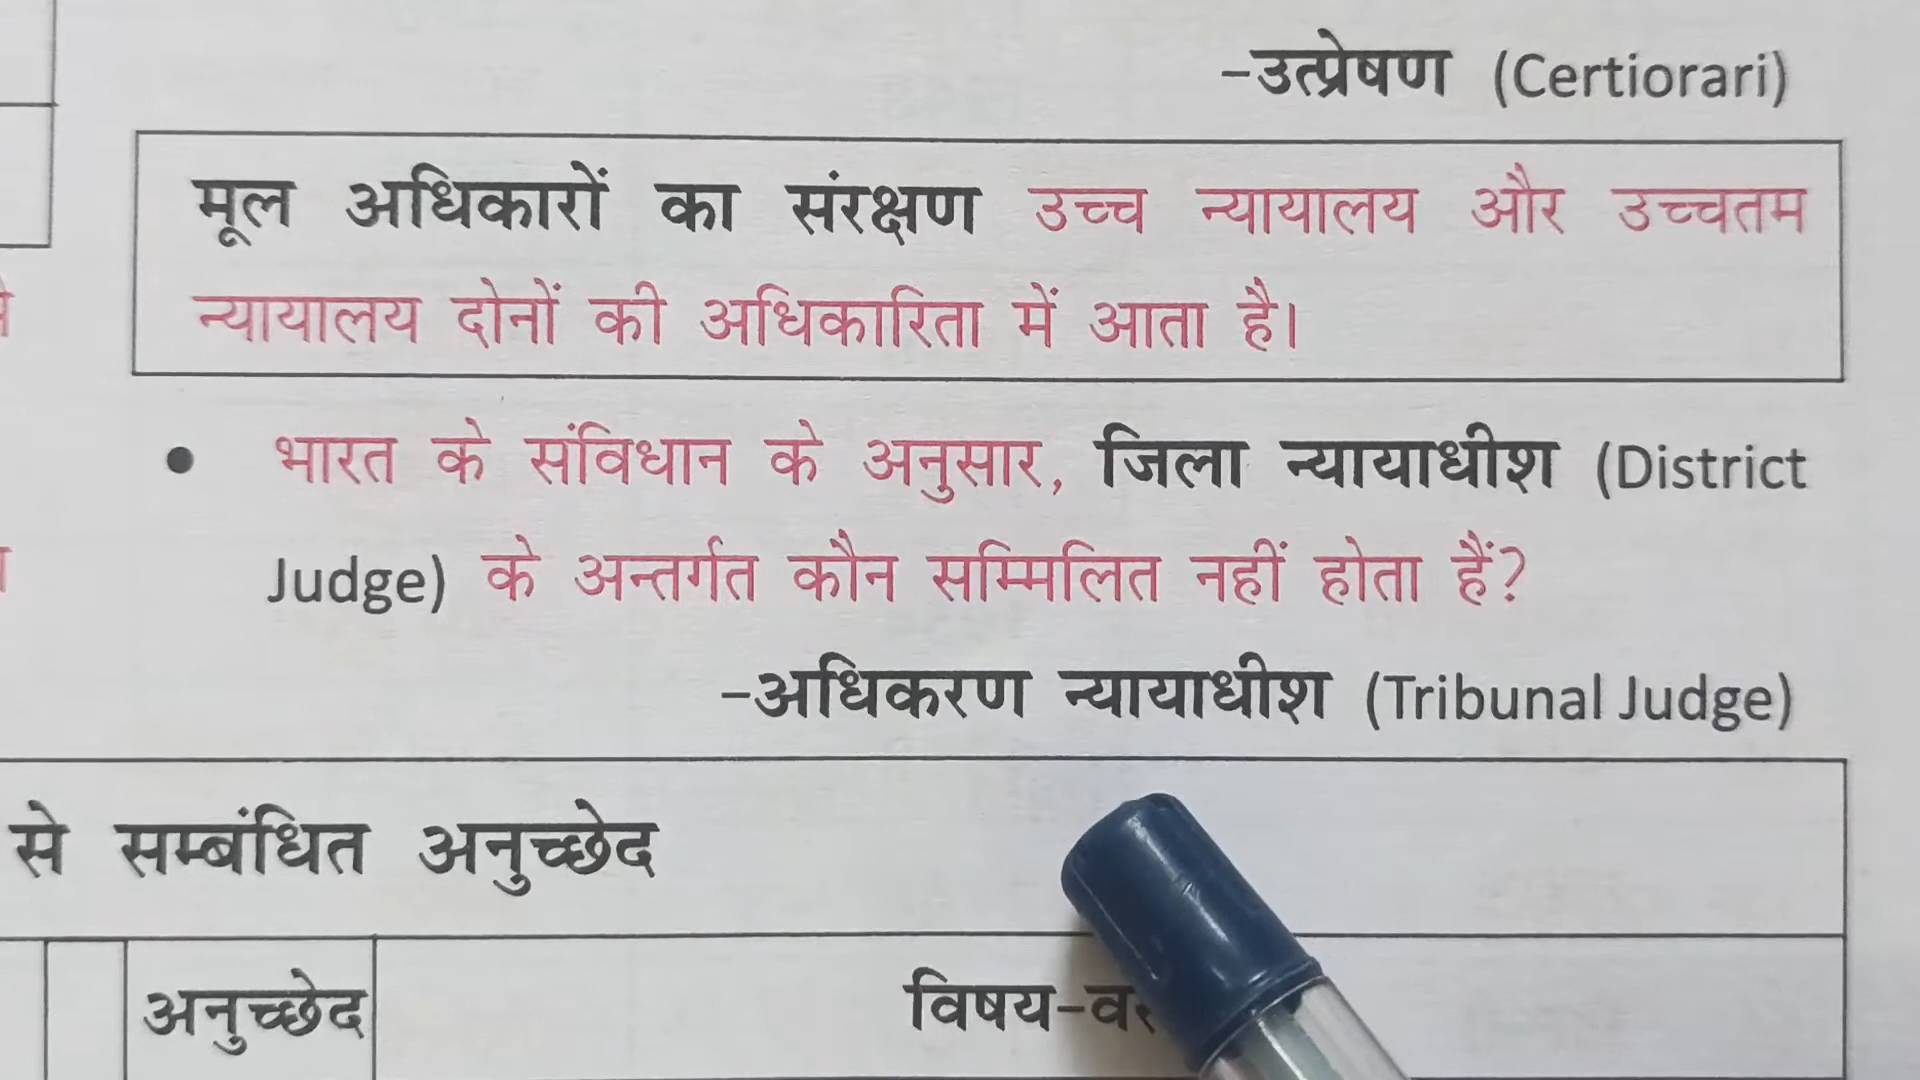 –उत्प्रेषण (Certiorari)
मूल अधिकारों का संरक्षण उच्च न्यायालय और उच्चतम
न्यायालय दोनों की अधिकारिता में आता है।
• भारत के संविधान के अनुसार, जिला न्यायाधीश (District
Judge) के अन्तर्गत कौन सम्मिलित नहीं होता हैं?
–अधिकरण न्यायाधीश (Tribunal Judge)
से सम्बंधित अनुच्छेद
अनुच्छेद